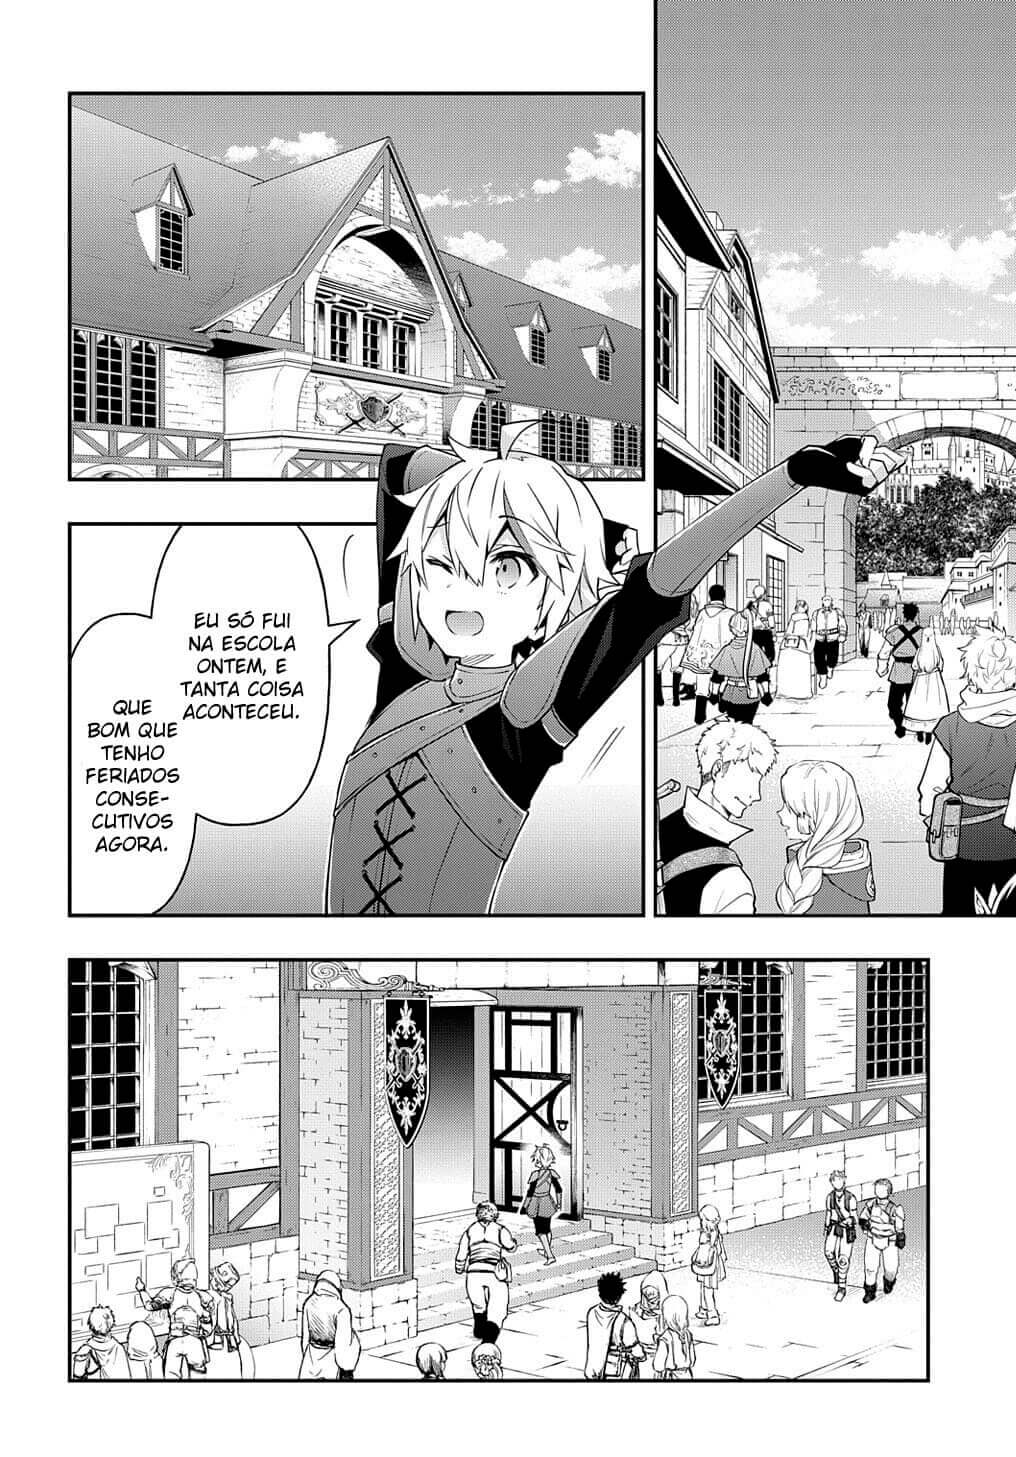 EU SÓ FUI
NA ESCOLA
ONTEM, E
TANTA COISA
ACONTECEU.
QUE
BOM QUE
TENHO
FERIADOS
CONSE-
CUTIVOS
AGORA.